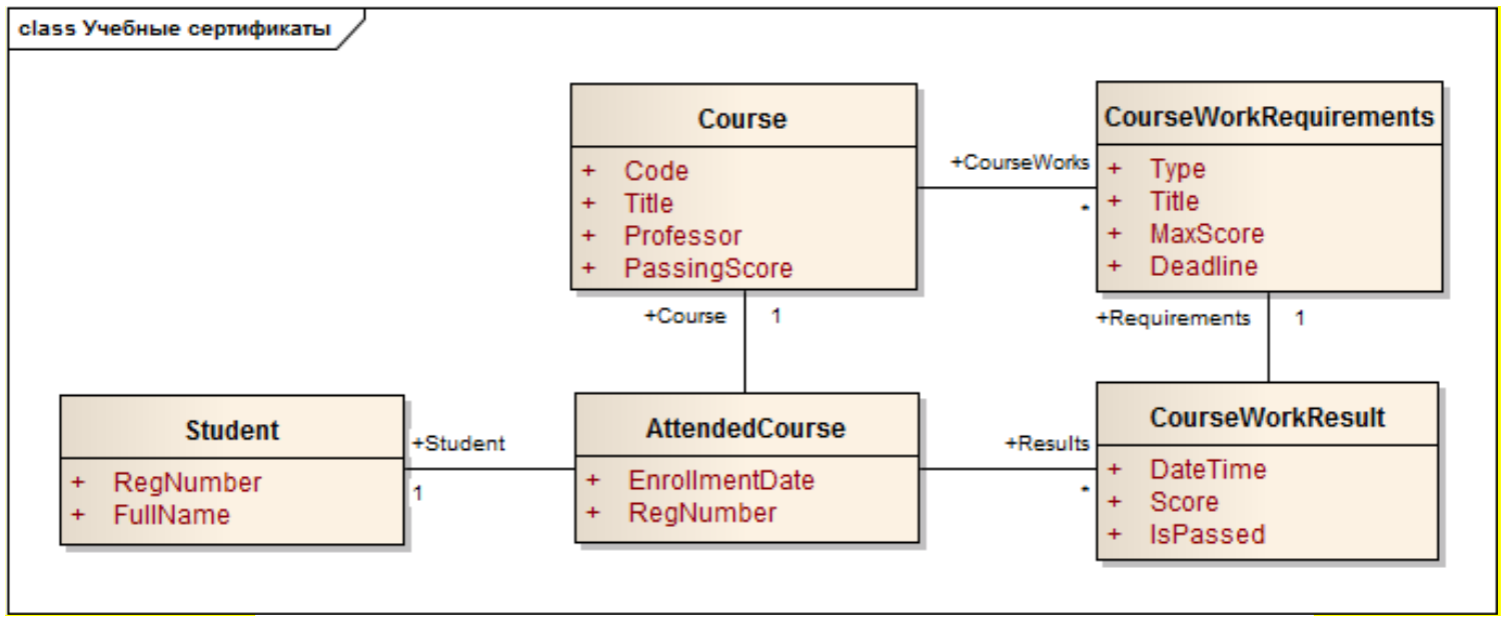 class Учебные сертификаты
Course
+ Code
+ Title
+ Professor
+ PassingScore
+CourseWorks
*
CourseWorkRequirements
+ Type
+ Title
+ MaxScore
+ Deadline
+Course 1
+Requirements 1
Student
+ RegNumber
+ FullName
+Student
1
AttendedCourse
+ EnrollmentDate
+ RegNumber
+Results
*
CourseWorkResult
+ DateTime
+ Score
+ IsPassed